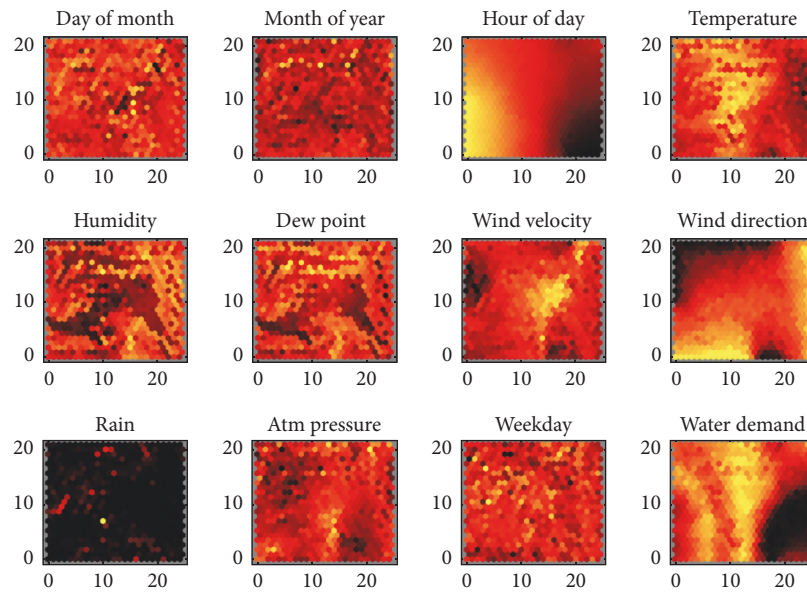 Day of month Month of year Hour of day Temperature
20 20 20 20
10 10 10 10
0 0 0 0
0 10 20 0 10 20 0 10 20 0 10 20
Humidity Dew point Wind velocity Wind direction
20 20 20 20
10 10 10 10
0 0 0 0
0 10 20 0 10 20 0 10 20 0 10 20
Rain Atm pressure Weekday Water demand
20 20 20 20
10 10 10 10
0 0 0 0
0 10 20 0 10 20 0 10 20 0 10 20